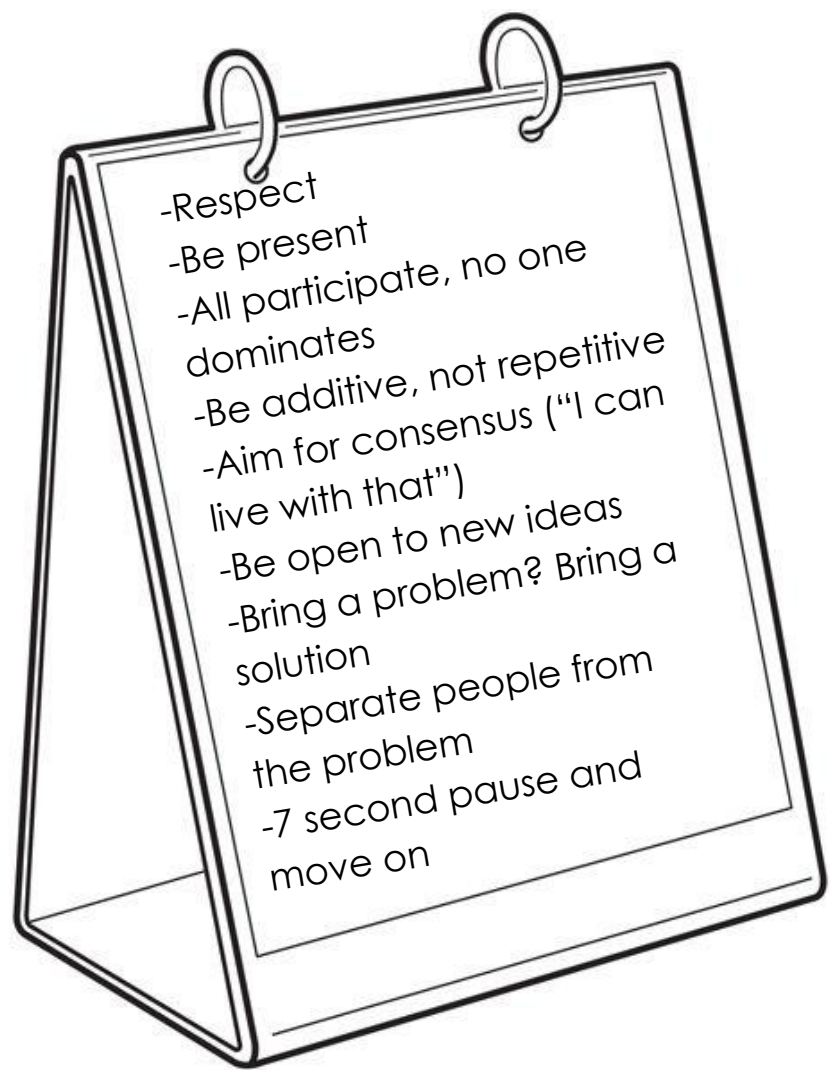 -Respect
-Be present
-All participate, no one
dominates
-Be additive, not repetitive
-Aim for consensus (“I can
live with that”)
-Be open to new ideas
-Bring a problem? Bring a
solution
-Separate people from
the problem
-7 second pause and
move on